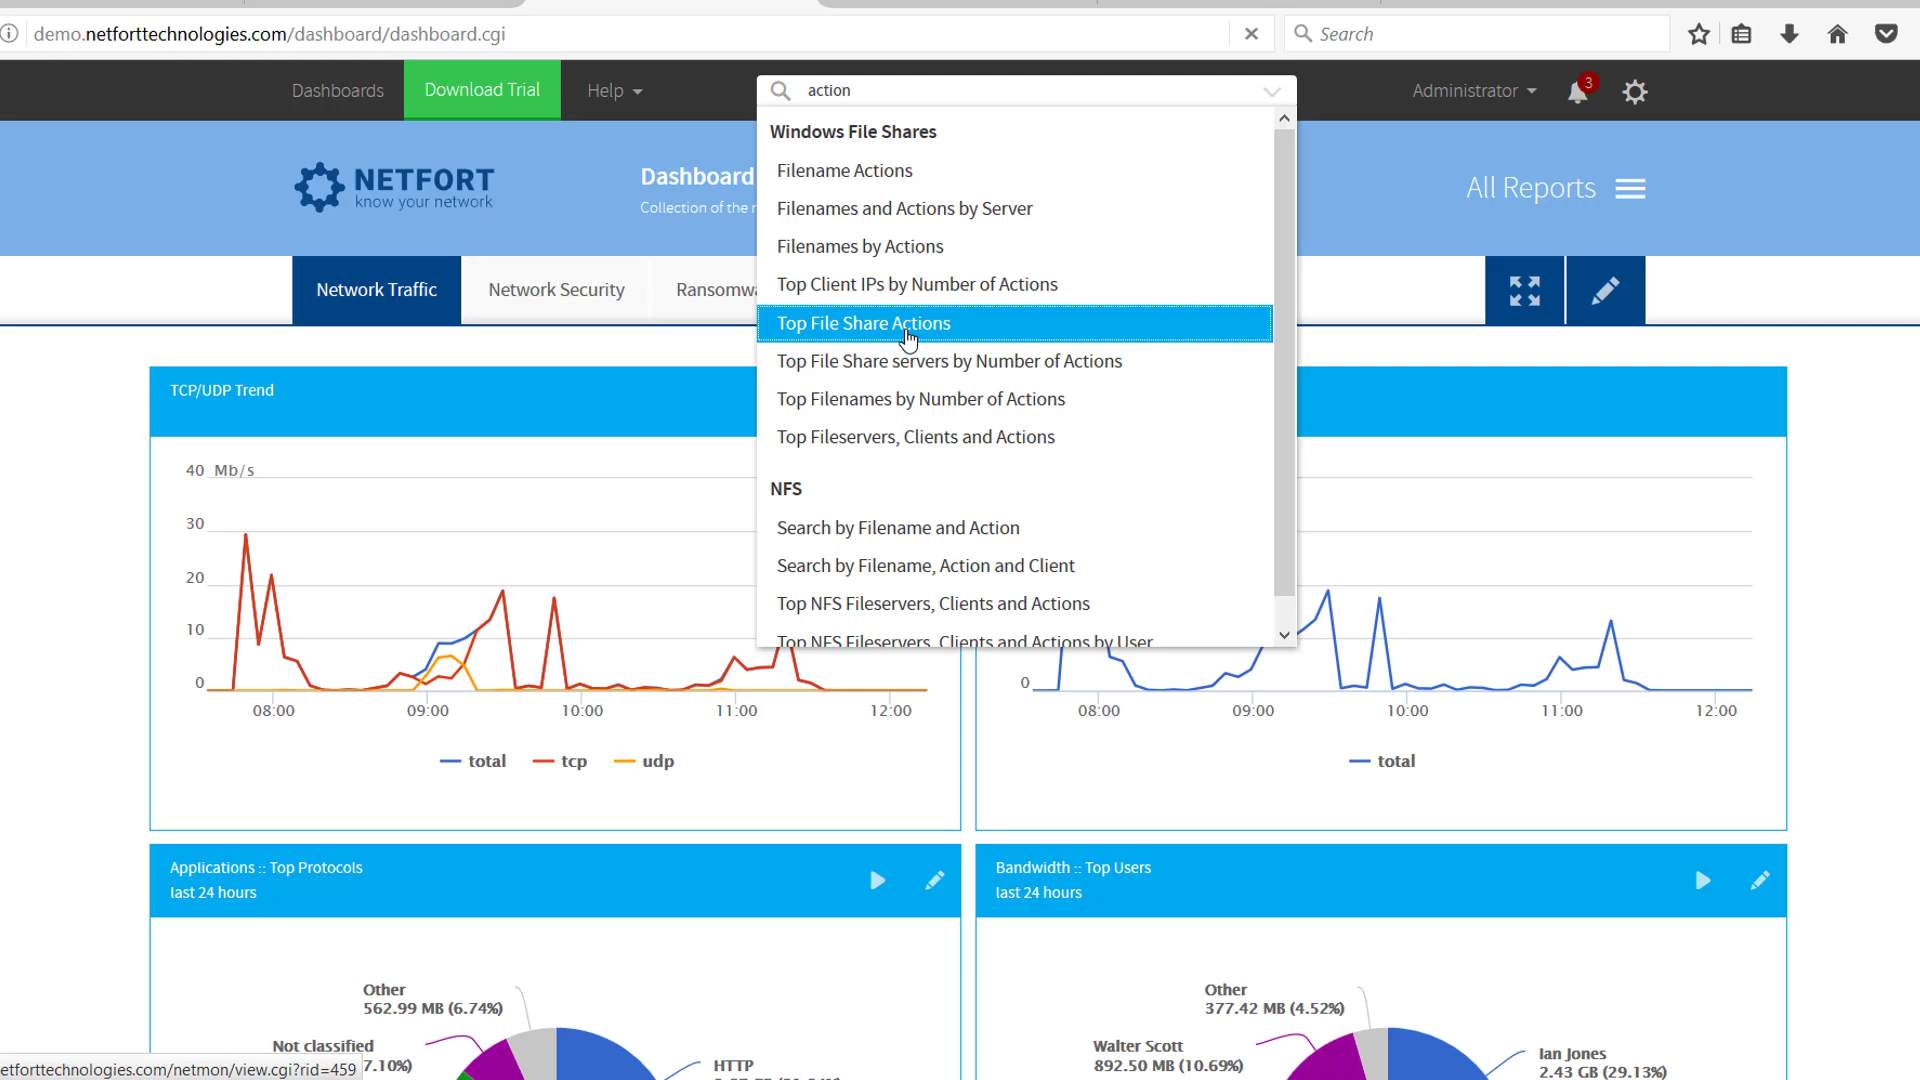 demo.netforttechnologies.com/dashboard/dashboard.cgi
Search
Dashboards
Download Trial
Help
action
Administrator
3
NETFORT
know your network
Dashboard
Collection of the
All Reports
Network Traffic
Network Security
Windows File Shares
Filename Actions
Filenames and Actions by Server
Filenames by Actions
Top Client IPs by Number of Actions
Top File Share Actions
Top File Share servers by Number of Actions
Top Filenames by Number of Actions
Top Fileservers, Clients and Actions
NFS
Search by Filename and Action
Search by Filename, Action and Client
Top NFS Fileservers, Clients and Actions
Top NFS Fileservers, Clients and Actions by User
TCP/UDP Trend
40 Mb/s
30
20
10
0
08:00 09:00 10:00 11:00 12:00
total tcp udp
0
08:00 09:00 10:00 11:00 12:00
total
Applications :: Top Protocols
last 24 hours
Other
562.99 MB (6.74%)
Not classified
7.10%)
HTTP
Bandwidth :: Top Users
last 24 hours
Other
377.42 MB (4.52%)
Walter Scott
892.50 MB (10.69%)
Ian Jones
2.43 GB (29.13%)
etforttechnologies.com/netmon/view.cgi?rid=459